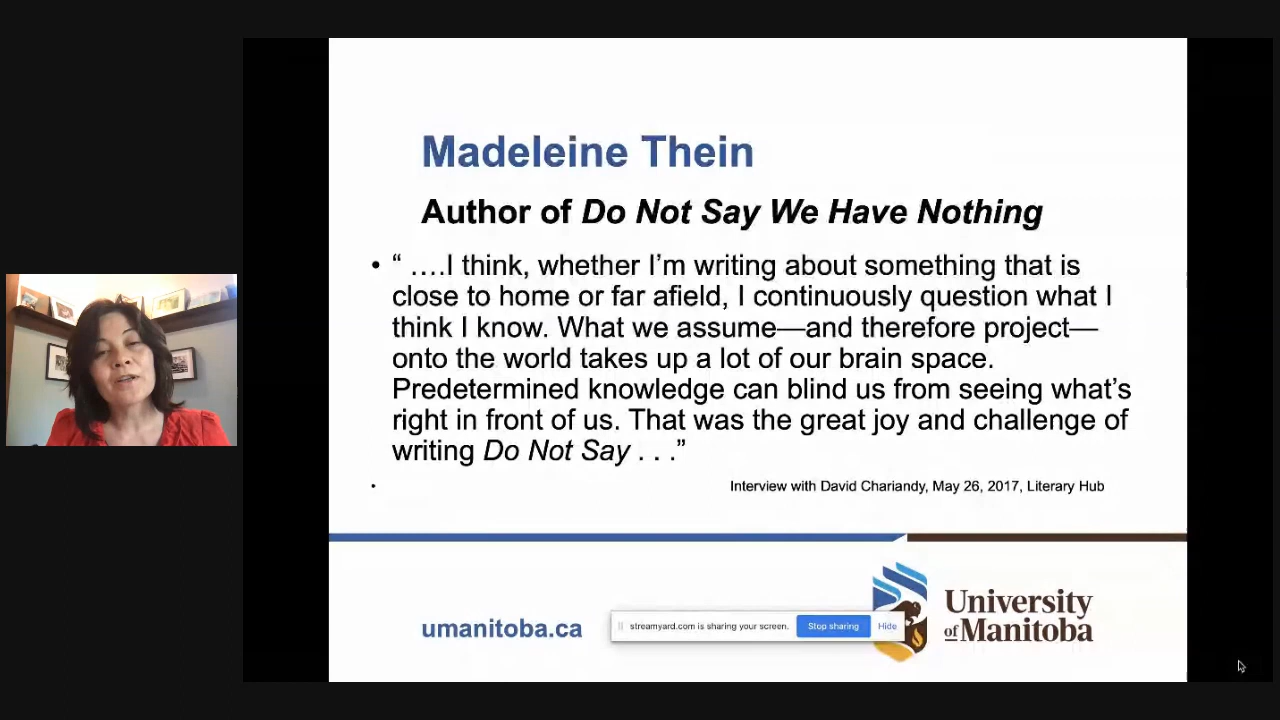 Madeleine Thein
Author of Do Not Say We Have Nothing
• “ ….I think, whether I’m writing about something that is
close to home or far afield, I continuously question what I
think I know. What we assume—and therefore project—
onto the world takes up a lot of our brain space.
Predetermined knowledge can blind us from seeing what’s
right in front of us. That was the great joy and challenge of
writing Do Not Say . . .”
• Interview with David Chariandy, May 26, 2017, Literary Hub
umanitoba.ca
streamyard.com is sharing your screen. Stop sharing Hide
University
of Manitoba